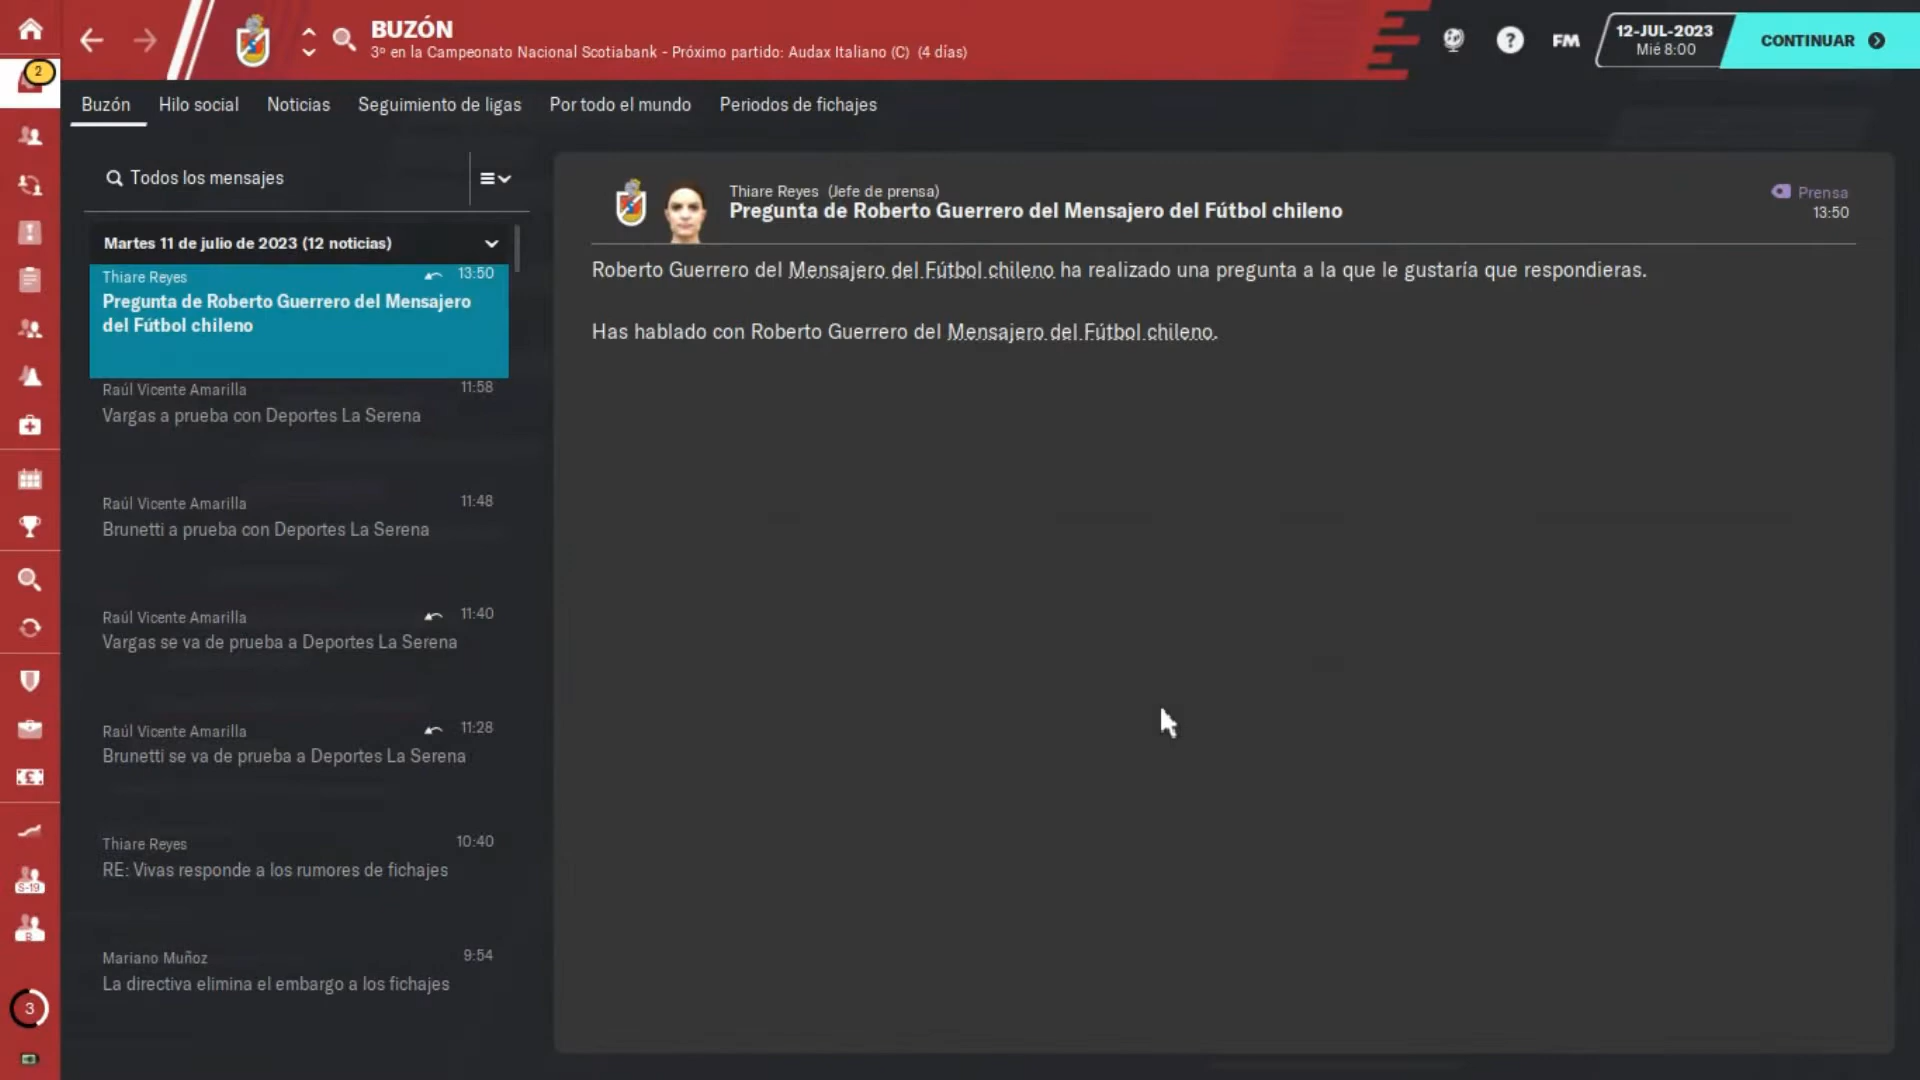 BUZÓN
3º en la Campeonato Nacional Scotiabank - Próximo partido: Audax Italiano (C) (4 días)
FM
12-JUL-2023
Mié 8:00
CONTINUAR
2
Buzón
Hilo social
Noticias
Seguimiento de ligas
Por todo el mundo
Periodos de fichajes
Todos los mensajes
Martes 11 de julio de 2023 (12 noticias)
Thiare Reyes 13:50
Pregunta de Roberto Guerrero del Mensajero
del Fútbol chileno
Raúl Vicente Amarilla 11:58
Vargas a prueba con Deportes La Serena
Raúl Vicente Amarilla 11:48
Brunetti a prueba con Deportes La Serena
Raúl Vicente Amarilla 11:40
Vargas se va de prueba a Deportes La Serena
Raúl Vicente Amarilla 11:28
Brunetti se va de prueba a Deportes La Serena
Thiare Reyes 10:40
RE: Vivas responde a los rumores de fichajes
Mariano Muñoz 9:54
La directiva elimina el embargo a los fichajes
Thiare Reyes (Jefe de prensa)
Pregunta de Roberto Guerrero del Mensajero del Fútbol chileno
Prensa
13:50
Roberto Guerrero del Mensajero del Fútbol chileno ha realizado una pregunta a la que le gustaría que respondieras.
Has hablado con Roberto Guerrero del Mensajero del Fútbol chileno.
S-19
B
3